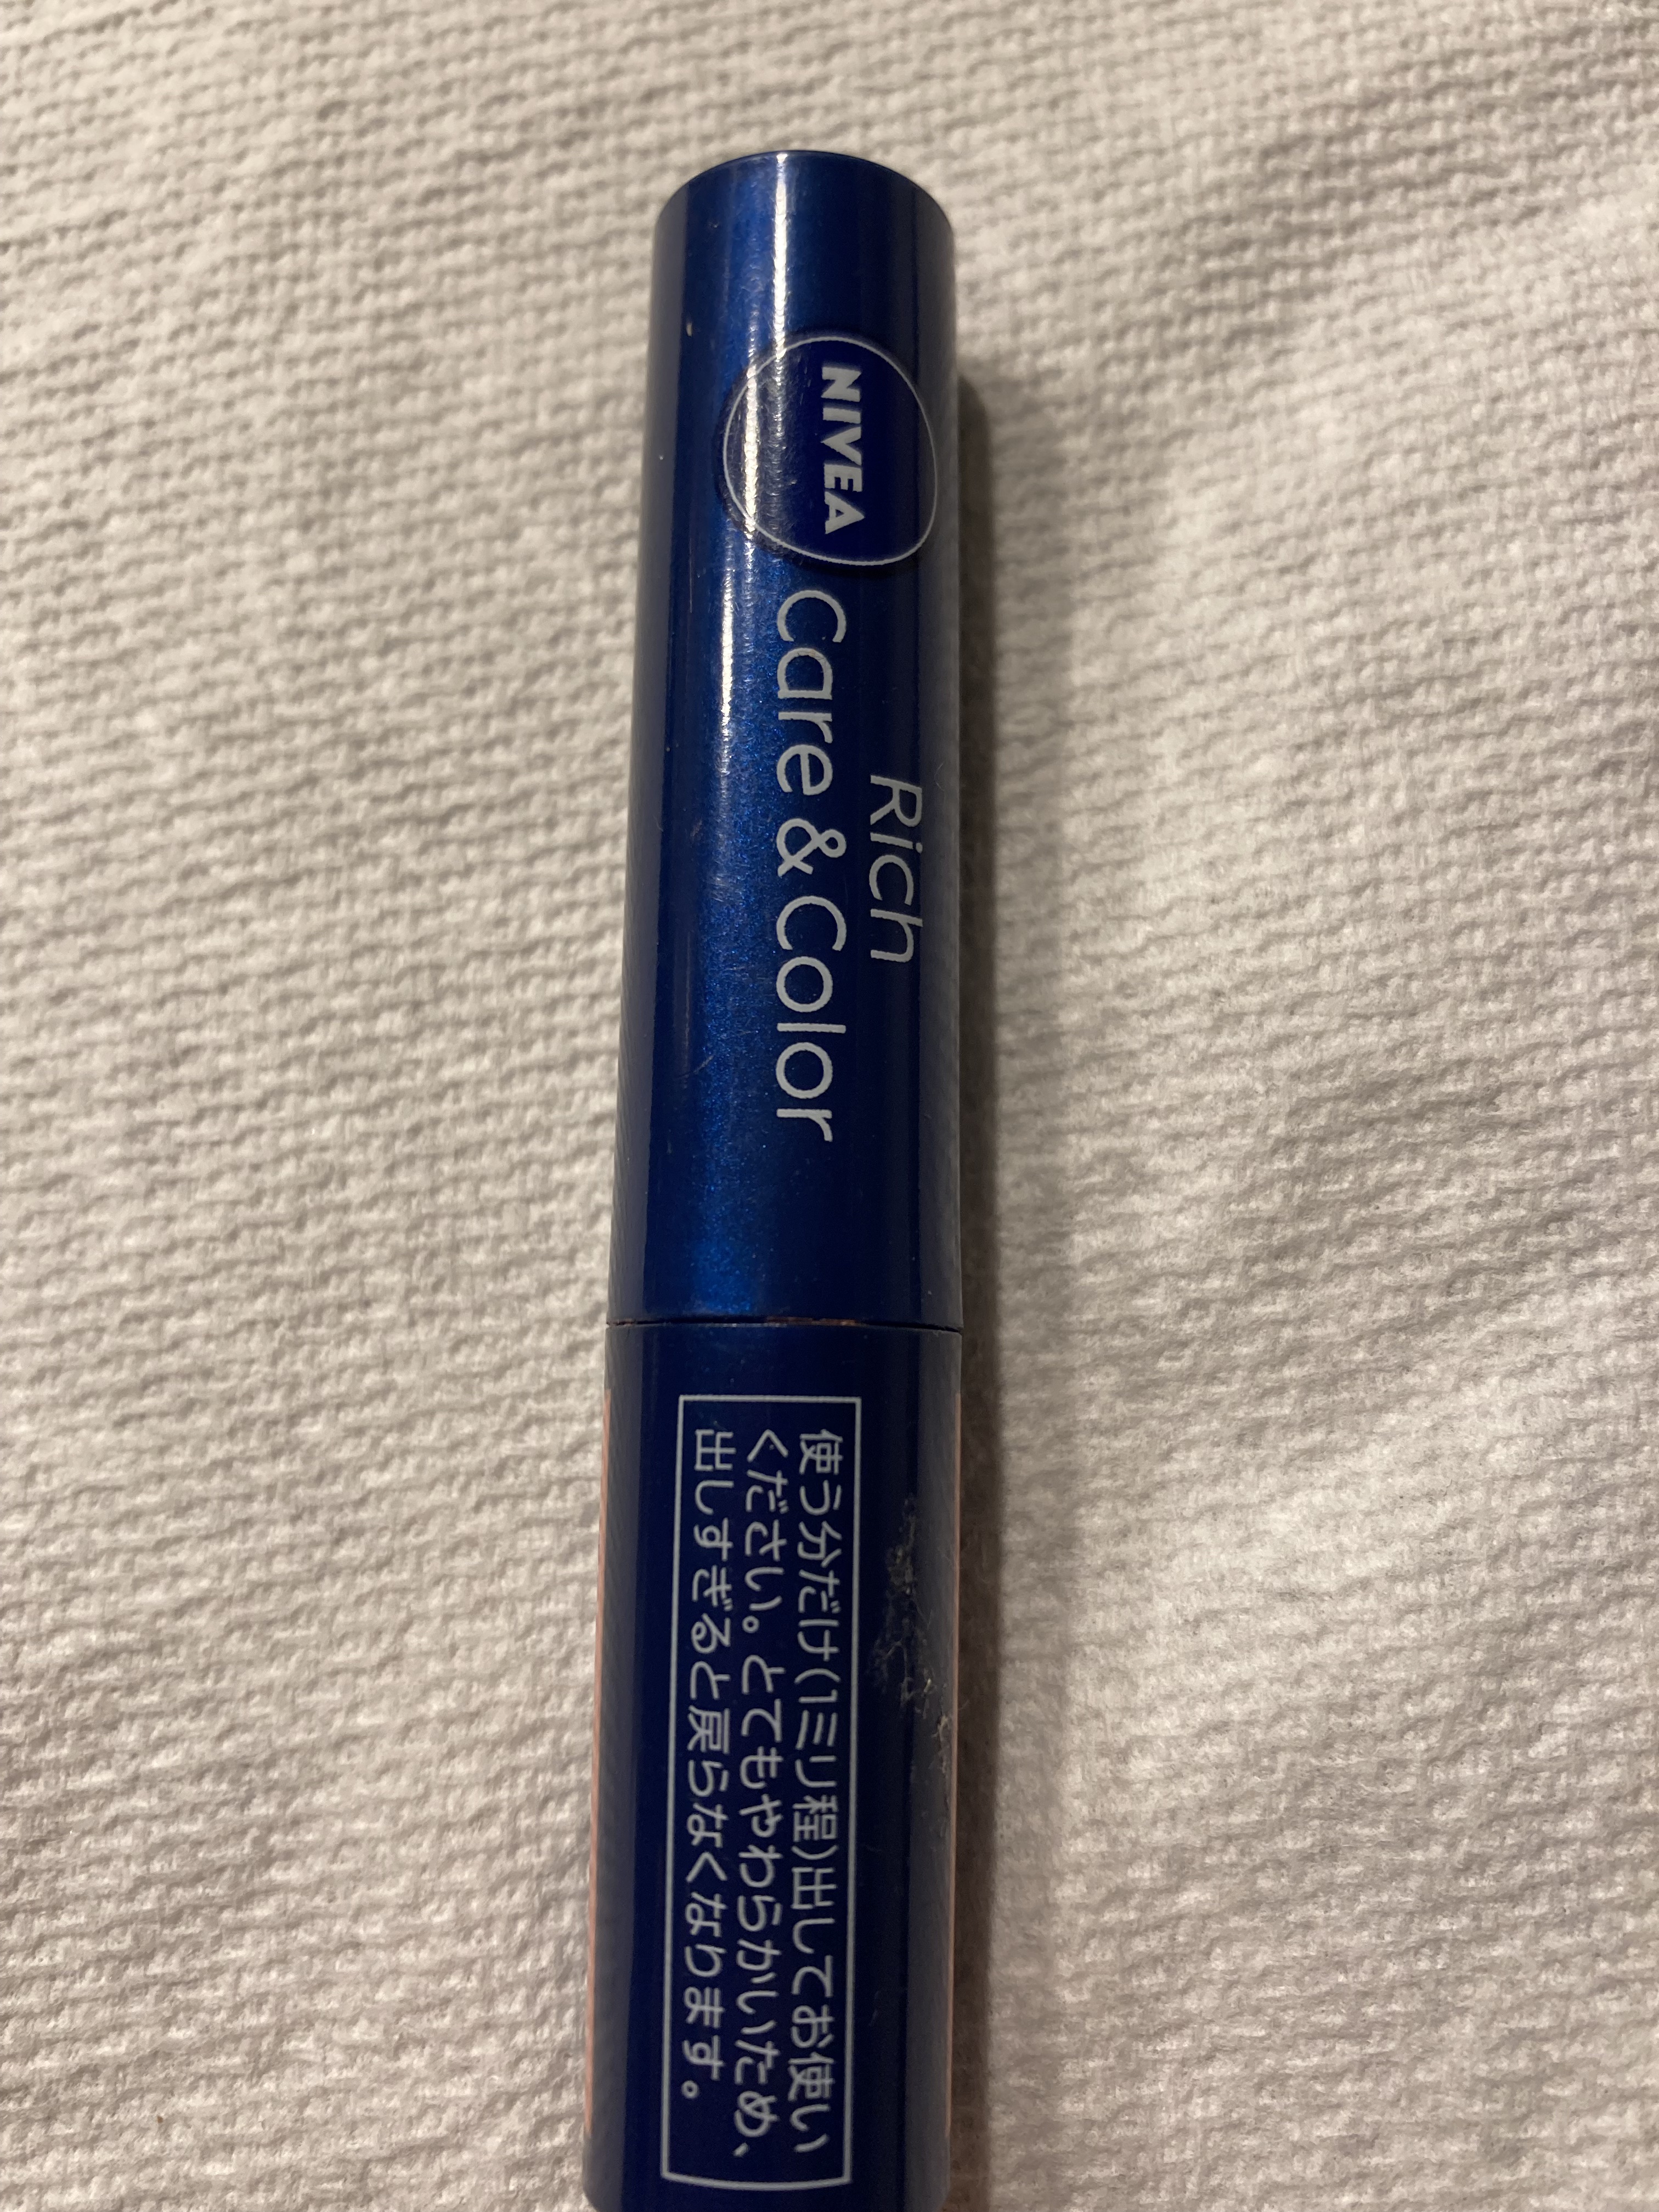 NIVEA
Rich
Care & Color
使う分だけ(1ミリ程)出してお使い
ください。とてもやわらかいため、
出しすぎると戻らなくなります。